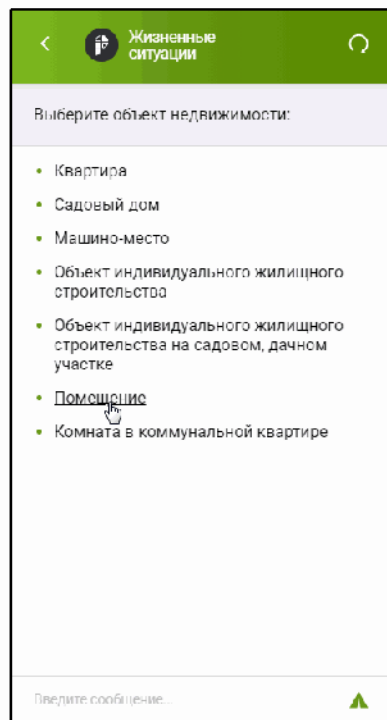 Жизненные
ситуации
Выберите объект недвижимости:
Квартира
Садовый дом
Машино-место
Объект индивидуального жилищного
строительства
Объект индивидуального жилищного
строительства на садовом, дачном
участке
Помещение
Комната в коммунальной квартире
Введите сообщение...